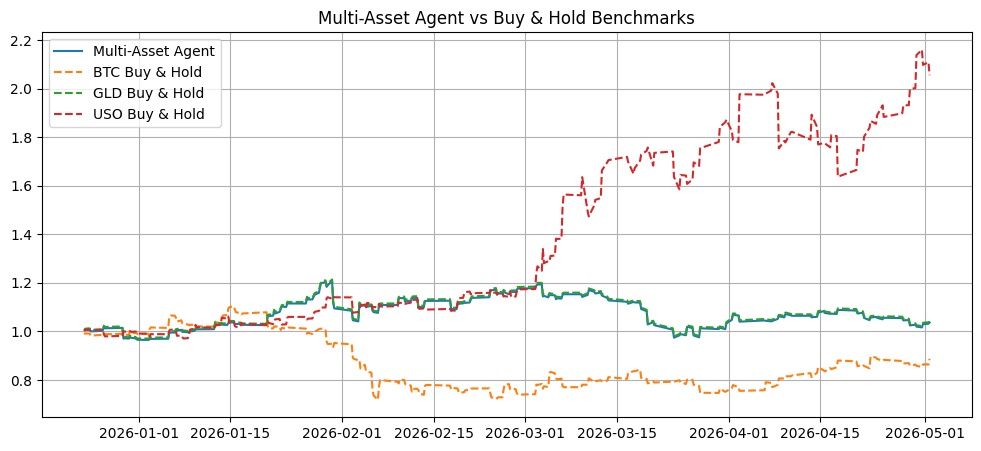 Multi-Asset Agent vs Buy & Hold Benchmarks
Multi-Asset Agent
BTC Buy & Hold
GLD Buy & Hold
USO Buy & Hold
2.2
2.0
1.8
1.6
1.4
1.2
1.0
0.8
2026-01-01 2026-01-15 2026-02-01 2026-02-15 2026-03-01 2026-03-15 2026-04-01 2026-04-15 2026-05-01